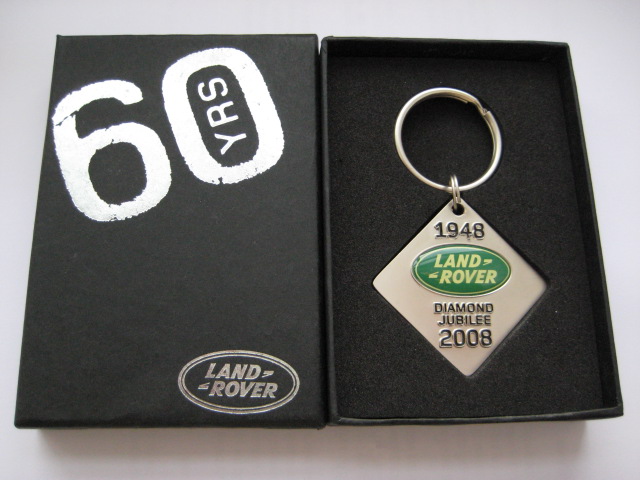 60
YRS
LAND
ROVER
1948
LAND
ROVER
DIAMOND
JUBILEE
2008